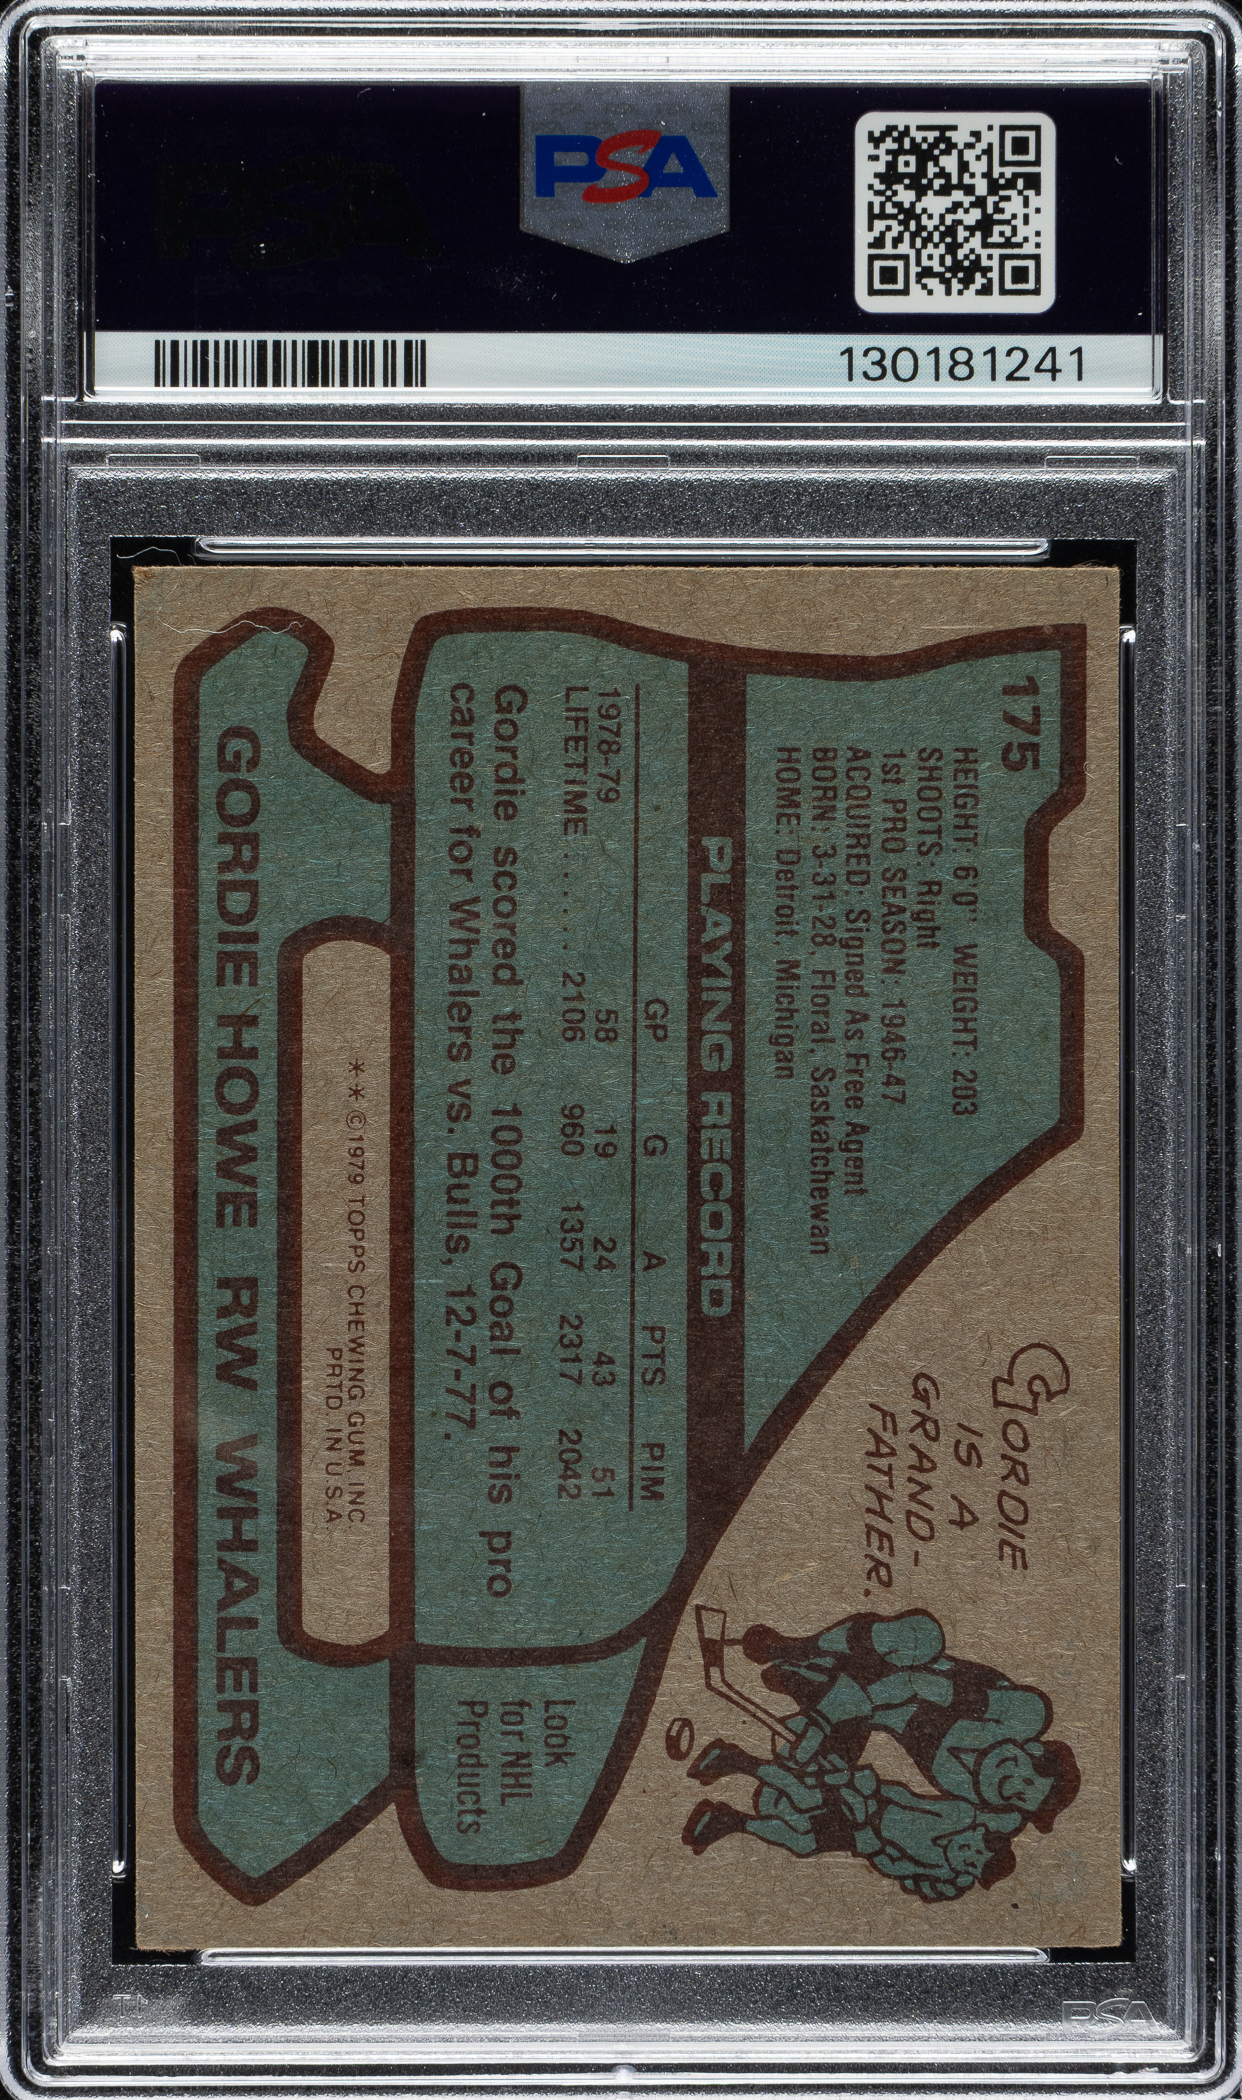 PSA
130181241
175
HEIGHT: 6'0" WEIGHT: 203
SHOOTS: Right
1st PRO SEASON: 1946-47
ACQUIRED: Signed As Free Agent
BORN: 3-31-28, Floral, Saskatchewan
HOME: Detroit, Michigan
GORDIE
IS A
GRAND-
FATHER.
PLAYING RECORD
GP G A PTS PIM
1978-79 58 19 24 43 51
LIFETIME...... 2106 960 1357 2317 2042
Gordie scored the 1000th Goal of his pro
career for Whalers vs. Bulls, 12-7-77.
Look
for NHL
Products
** ©1979 TOPPS CHEWING GUM, INC.
PRTD. IN U.S.A.
GORDIE HOWE RW WHALERS
PSA